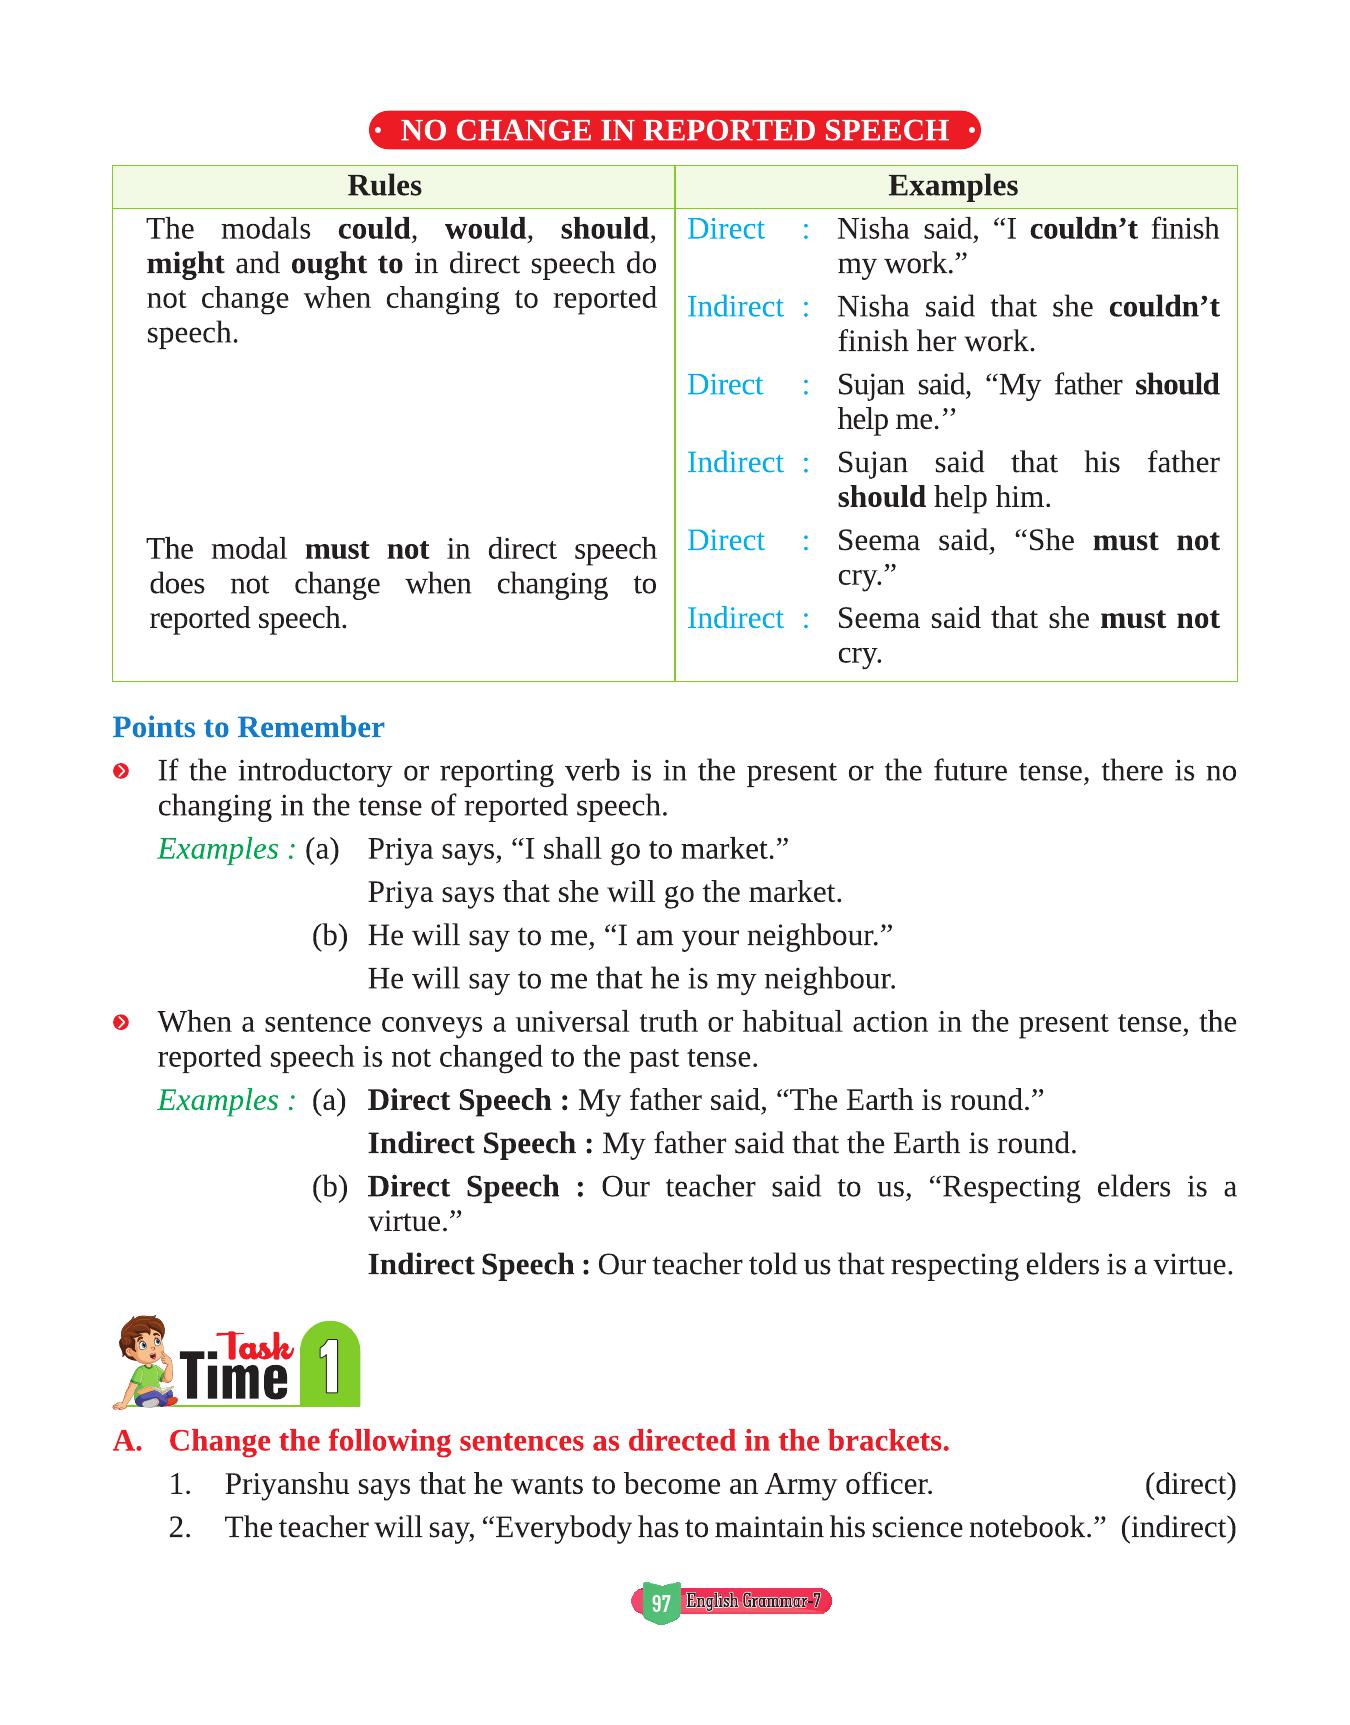 • NO CHANGE IN REPORTED SPEECH •
Rules
Examples
The modals could, would, should,
might and ought to in direct speech do
not change when changing to reported
speech.
The modal must not in direct speech
does not change when changing to
reported speech.
Direct : Nisha said, “I couldn’t finish
my work.”
Indirect : Nisha said that she couldn’t
finish her work.
Direct : Sujan said, “My father should
help me.’’
Indirect : Sujan said that his father
should help him.
Direct : Seema said, “She must not
cry.”
Indirect : Seema said that she must not
cry.
Points to Remember
If the introductory or reporting verb is in the present or the future tense, there is no
changing in the tense of reported speech.
Examples : (a) Priya says, “I shall go to market.”
Priya says that she will go the market.
(b) He will say to me, “I am your neighbour.”
He will say to me that he is my neighbour.
When a sentence conveys a universal truth or habitual action in the present tense, the
reported speech is not changed to the past tense.
Examples : (a) Direct Speech : My father said, “The Earth is round.”
Indirect Speech : My father said that the Earth is round.
(b) Direct Speech : Our teacher said to us, “Respecting elders is a
virtue.”
Indirect Speech : Our teacher told us that respecting elders is a virtue.
Task
Time 1
A. Change the following sentences as directed in the brackets.
1. Priyanshu says that he wants to become an Army officer. (direct)
2. The teacher will say, “Everybody has to maintain his science notebook.” (indirect)
97 English Grammar-7